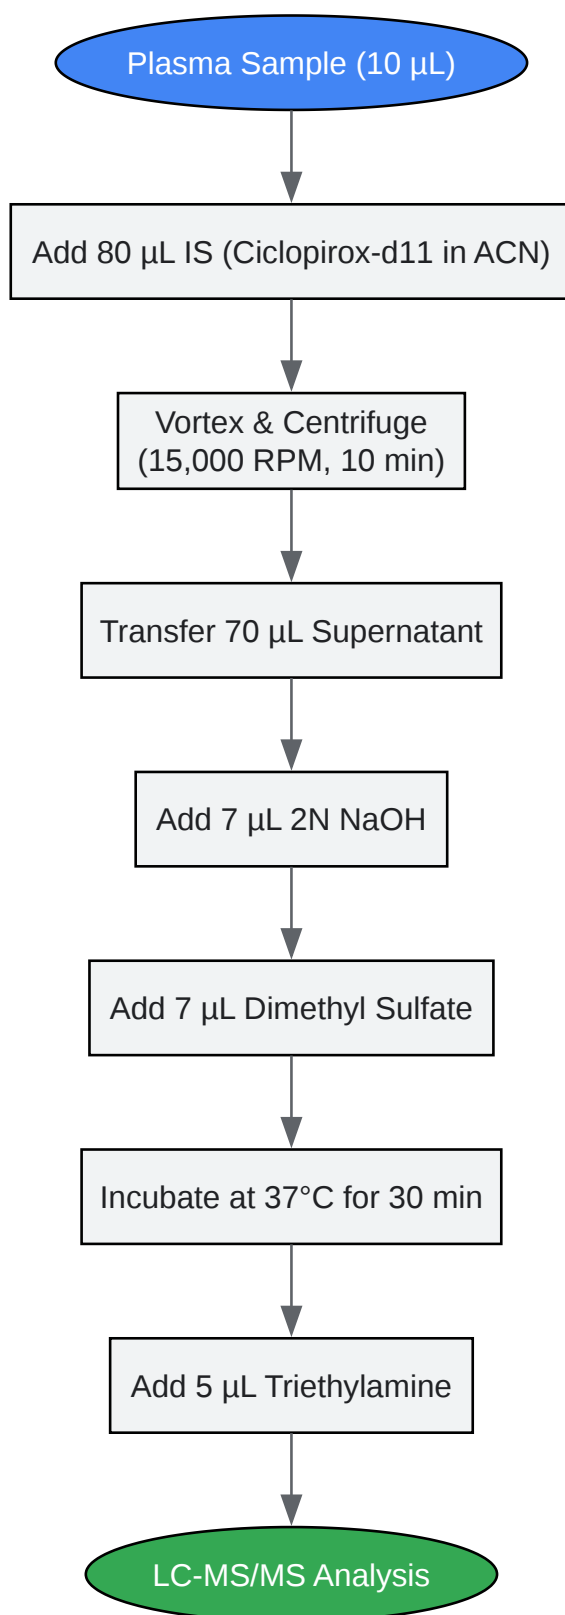 Plasma Sample (10 µL)
Add 80 µL IS (Ciclopirox-d11 in ACN)
Vortex & Centrifuge
(15,000 RPM, 10 min)
Transfer 70 µL Supernatant
Add 7 µL 2N NaOH
Add 7 µL Dimethyl Sulfate
Incubate at 37°C for 30 min
Add 5 µL Triethylamine
LC-MS/MS Analysis